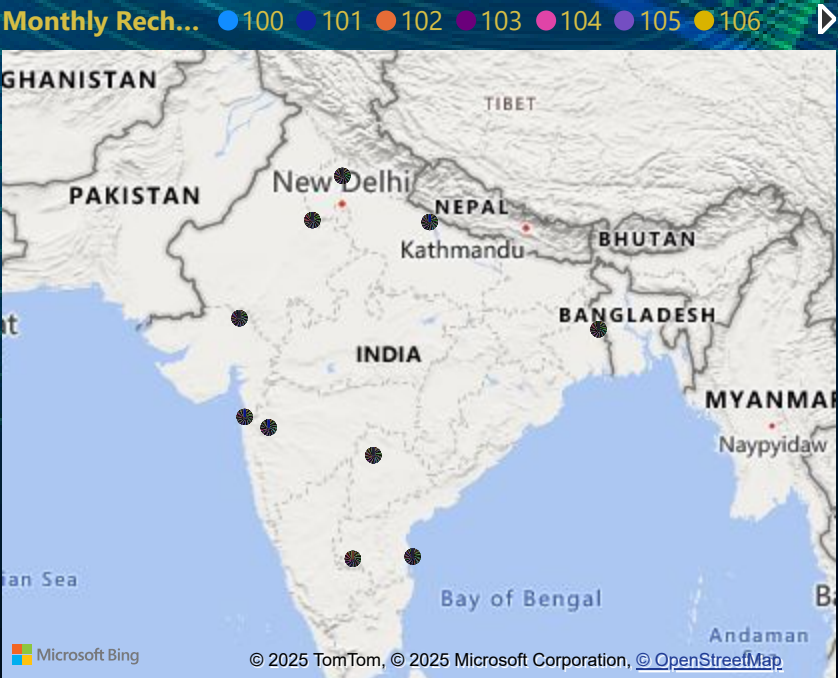 Monthly Rech... 100 101 102 103 104 105 106
GHANISTAN
TIBET
New Delhi
PAKISTAN
NEPAL
BHUTAN
Kathmandu
BANGLADESH
INDIA
MYANMAR
Naypyidaw
ian Sea
Bay of Bengal
Andaman
Microsoft Bing
© 2025 TomTom, © 2025 Microsoft Corporation, © OpenStreetMap